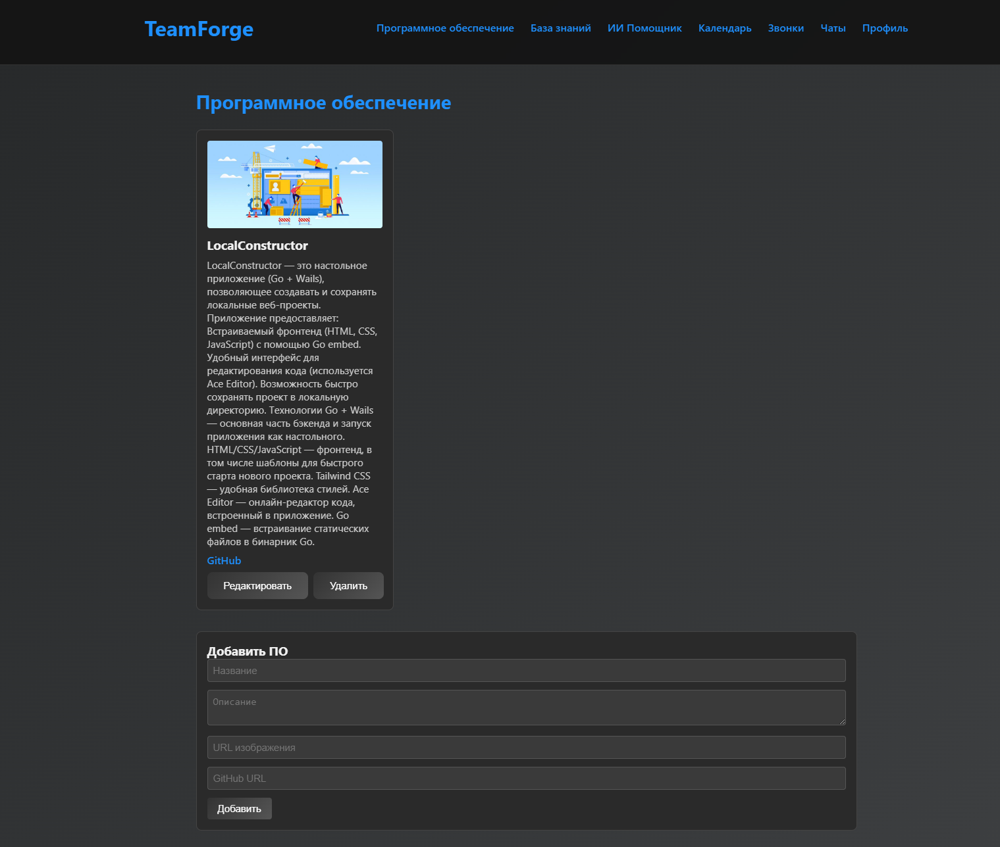 TeamForge
Программное обеспечение
База знаний
ИИ Помощник
Календарь
Звонки
Чаты
Профиль
Программное обеспечение
LocalConstructor
LocalConstructor — это настольное
приложение (Go + Wails),
позволяющее создавать и сохранять
локальные веб-проекты.
Приложение предоставляет:
Встраиваемый фронтенд (HTML, CSS,
JavaScript) с помощью Go embed.
Удобный интерфейс для
редактирования кода (используется
Ace Editor). Возможность быстро
сохранять проект в локальную
директорию. Технологии Go + Wails
— основная часть бэкенда и запуск
приложения как настольного.
HTML/CSS/JavaScript — фронтенд, в
том числе шаблоны для быстрого
старта нового проекта. Tailwind CSS
— удобная библиотека стилей. Ace
Editor — онлайн-редактор кода,
встроенный в приложение. Go
embed — встраивание статических
файлов в бинарник Go.
GitHub
Редактировать
Удалить
Добавить ПО
Название
Описание
URL изображения
GitHub URL
Добавить